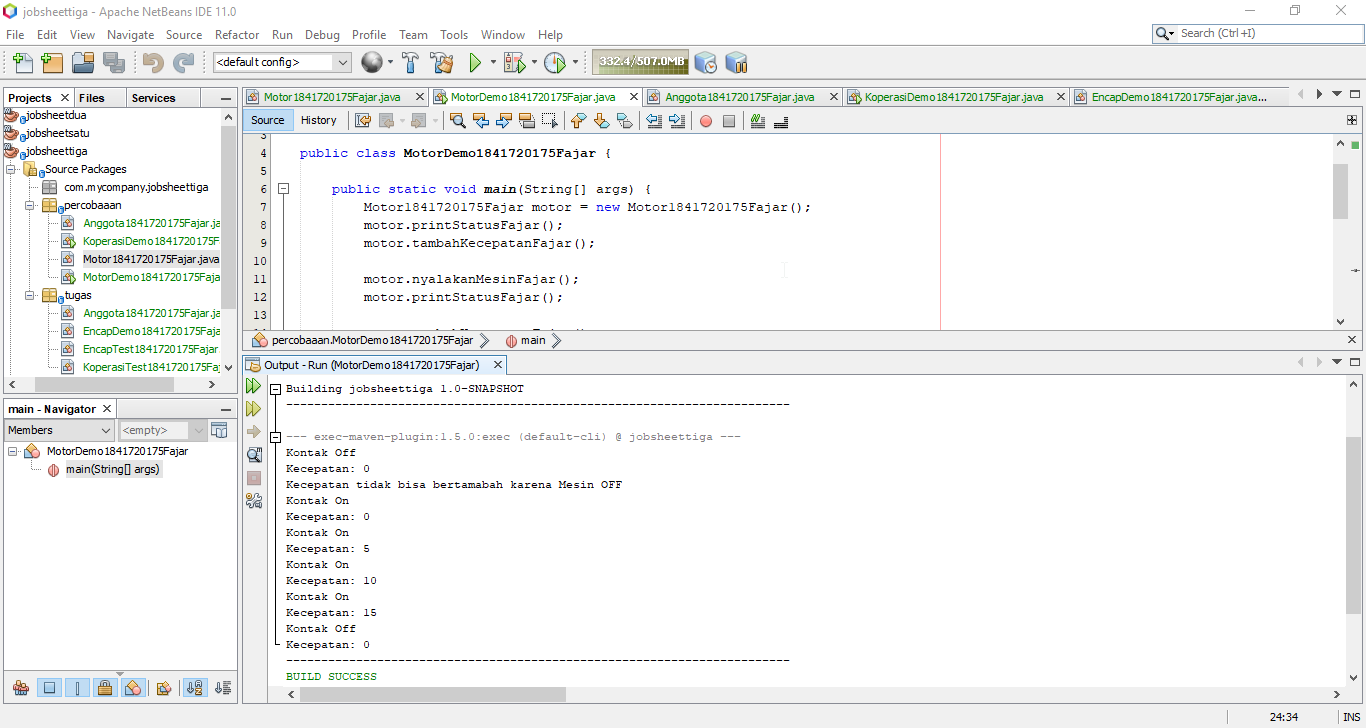 jobsheettiga - Apache NetBeans IDE 11.0
File Edit View Navigate Source Refactor Run Debug Profile Team Tools Window Help
Search (Ctrl+I)
<default config>
332.4/507.0MB
Projects Files Services
jobsheetdua
jobsheetsatu
jobsheettiga
Source Packages
com.mycompany.jobsheettiga
percobaaan
Anggota1841720175Fajar.ja
KoperasiDemo1841720175F
Motor1841720175Fajar.java
MotorDemo1841720175Faja
tugas
Anggota1841720175Fajar.ja
EncapDemo1841720175Faja
EncapTest1841720175Fajar
KoperasiTest1841720175Faj
main - Navigator
Members
<empty>
MotorDemo1841720175Fajar
main(String[] args)
Motor1841720175Fajar.java
MotorDemo1841720175Fajar.java
Anggota1841720175Fajar.java
KoperasiDemo1841720175Fajar.java
EncapDemo1841720175Fajar.java...
Source History
3
4 public class MotorDemo1841720175Fajar {
5
6 public static void main(String[] args) {
7 Motor1841720175Fajar motor = new Motor1841720175Fajar();
8 motor.printStatusFajar();
9 motor.tambahKecepatanFajar();
10
11 motor.nyalakanMesinFajar();
12 motor.printStatusFajar();
13
percobaaan.MotorDemo1841720175Fajar main
Output - Run (MotorDemo1841720175Fajar)
Building jobsheettiga 1.0-SNAPSHOT
------------------------------------------------------------------------
--- exec-maven-plugin:1.5.0:exec (default-cli) @ jobsheettiga ---
Kontak Off
Kecepatan: 0
Kecepatan tidak bisa bertamabah karena Mesin OFF
Kontak On
Kecepatan: 0
Kontak On
Kecepatan: 5
Kontak On
Kecepatan: 10
Kontak On
Kecepatan: 15
Kontak Off
Kecepatan: 0
------------------------------------------------------------------------
BUILD SUCCESS
24:34 INS